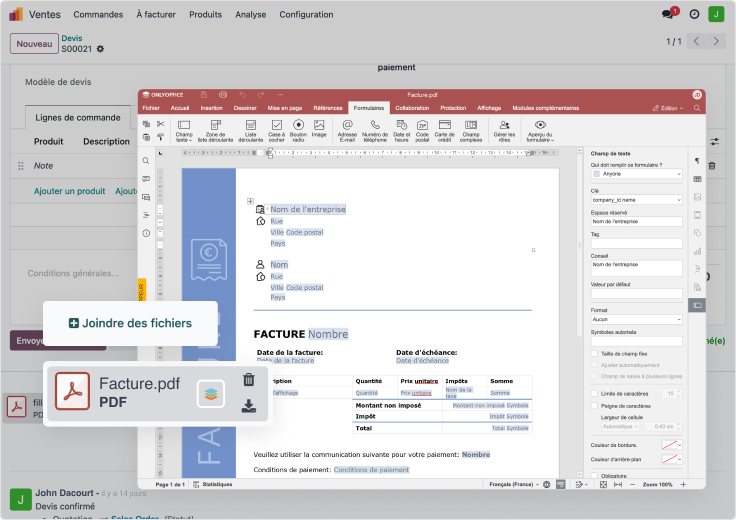 Ventes Commandes À facturer Produits Analyse Configuration
1
J
Nouveau
Devis
S00021
1 / 1
paiement
Modèle de devis
Lignes de commande
Produit Description
Note
Ajouter un produit
Conditions générales...
ONLYOFFICE
Facture.pdf
JD
Fichier Accueil Insertion Dessiner Mise en page Références Formulaires Collaboration Protection Affichage Modules complémentaires
Édition
Champ texte
Zone de liste déroulante
Liste déroulante
Case à cocher
Bouton radio
Image
Adresse E-mail
Numéro de téléphone
Date et heure
Code postal
Carte de crédit
Champ complexe
Gérer les rôles
Aperçu du formulaire
Nom de l'entreprise
Rue
Ville Code postal
Pays
Nom
Rue
Ville Code postal
Pays
FACTURE Nombre
Date de la facture:
Date de la facture
Date d'échéance:
Date d'échéance
Quantité Prix unitaire Impôts Somme
Quantité Prix unitaire Nom de la taxe Somme
Montant non imposé Montant non imposé Symbole
Impôt Impôt Symbole
Total Total Symbole
Veuillez utiliser la communication suivante pour votre paiement: Nombre
Conditions de paiement: Conditions de paiement
Champ de texte
Qui doit remplir ce formulaire ?
Anyone
Clé
company_id name
Espace réservé
Nom de l'entreprise
Tag
Conseil
Nom de l'entreprise
Valeur par défaut
Format
Aucun
Symboles autorisés
Taille de champ fixe
Ajuster automatiquement
Champ de saisie à plusieurs lignes
Limite de caractères
10
Peigne de caractères
Largeur de cellule
Automatique
0.43 cm
Couleur de bordure.
Couleur d'arrière-plan
Obligatoire
Page 1 de 1
Statistiques
Français (France)
Zoom 100%
Joindre des fichiers
Facture.pdf
PDF
J
John Dacourt - il y a 14 jours
Devis confirmé